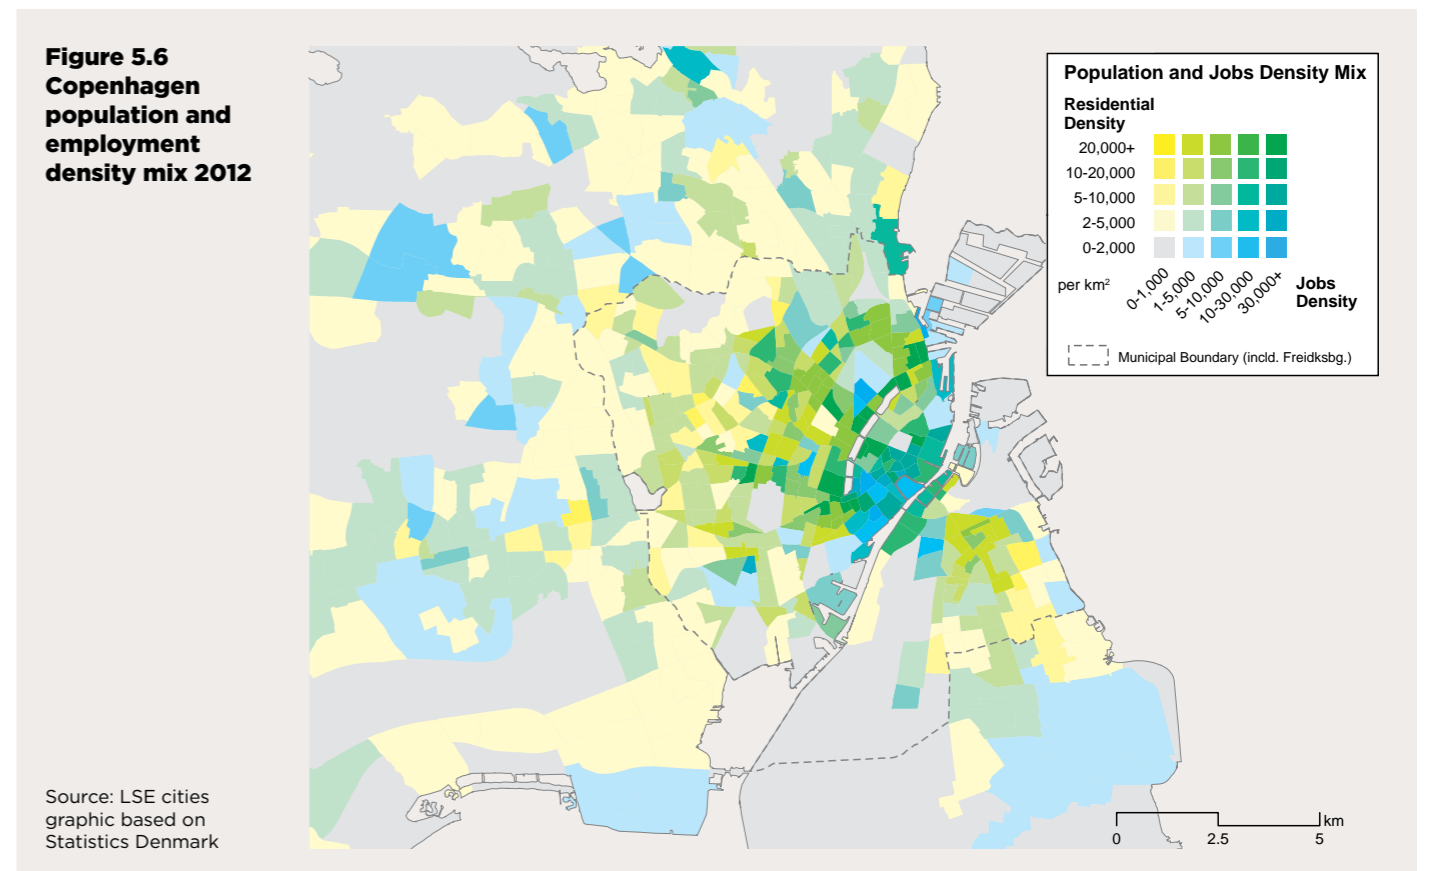 Figure 5.6
Copenhagen
population and
employment
density mix 2012
Population and Jobs Density Mix
Residential
Density
20,000+
10-20,000
5-10,000
2-5,000
0-2,000
per km²
0-1,000
1-5,000
5-10,000
10-30,000
30,000+
Jobs
Density
Municipal Boundary (incld. Freidksbg.)
Source: LSE cities
graphic based on
Statistics Denmark
km
0
2.5
5